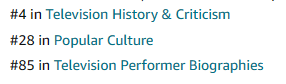 #4 in Television History & Criticism
#28 in Popular Culture
#85 in Television Performer Biographies